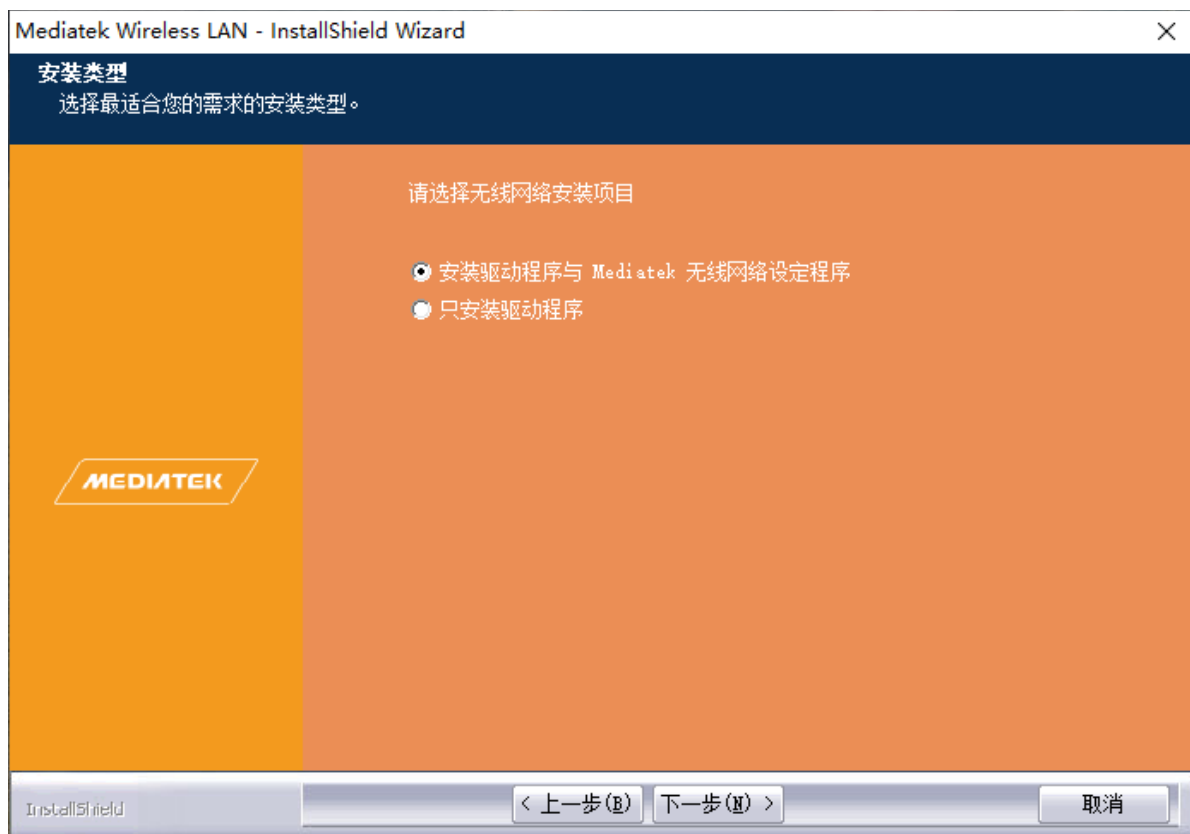 Mediatek Wireless LAN - InstallShield Wizard
安装类型
选择最适合您的需求的安装类型。
请选择无线网络安装项目
安装驱动程序与 Mediatek 无线网络设定程序
只安装驱动程序
MEDIATEK
InstallShield
< 上一步(B)
下一步(N) >
取消